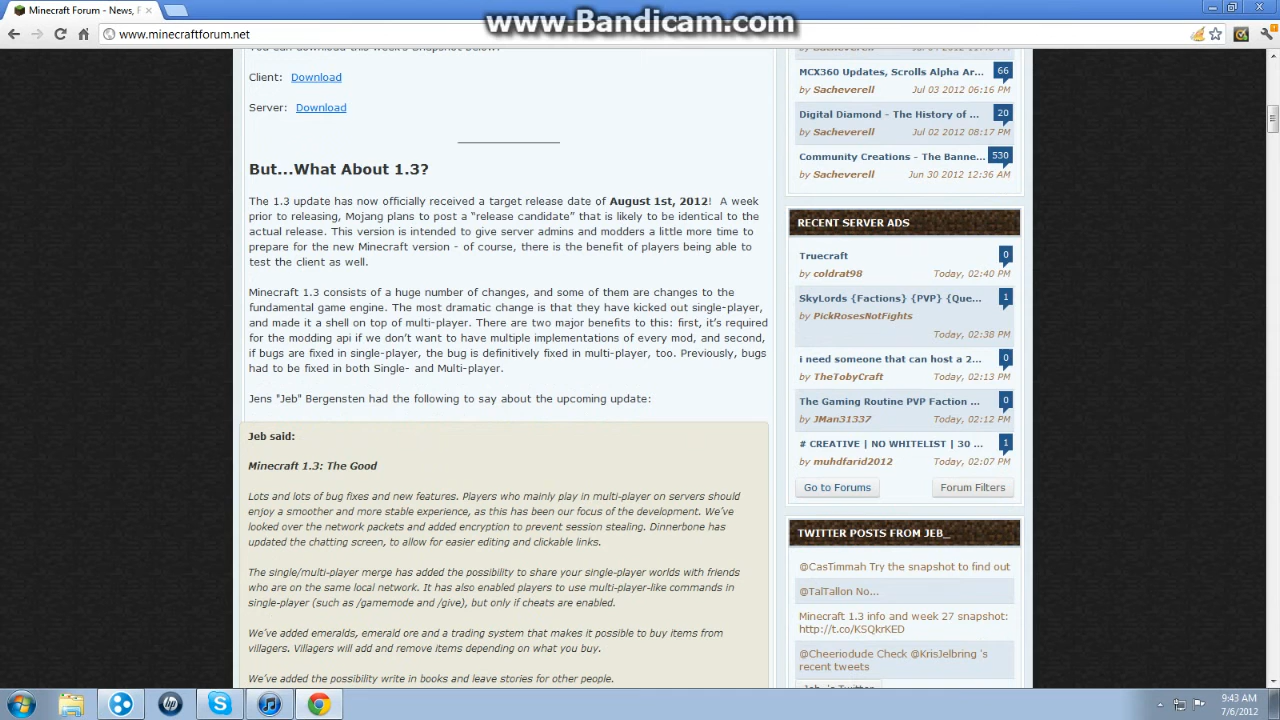 Minecraft Forum - News, F
www.Bandicam.com
www.minecraftforum.net
Client: Download
Server: Download
But...What About 1.3?
The 1.3 update has now officially received a target release date of August 1st, 2012! A week
prior to releasing, Mojang plans to post a “release candidate” that is likely to be identical to the
actual release. This version is intended to give server admins and modders a little more time to
prepare for the new Minecraft version - of course, there is the benefit of players being able to
test the client as well.
Minecraft 1.3 consists of a huge number of changes, and some of them are changes to the
fundamental game engine. The most dramatic change is that they have kicked out single-player,
and made it a shell on top of multi-player. There are two major benefits to this: first, it’s required
for the modding api if we don’t want to have multiple implementations of every mod, and second,
if bugs are fixed in single-player, the bug is definitively fixed in multi-player, too. Previously, bugs
had to be fixed in both Single- and Multi-player.
Jens "Jeb" Bergensten had the following to say about the upcoming update:
Jeb said:
Minecraft 1.3: The Good
Lots and lots of bug fixes and new features. Players who mainly play in multi-player on servers should
enjoy a smoother and more stable experience, as this has been our focus of the development. We’ve
looked over the network packets and added encryption to prevent session stealing. Dinnerbone has
updated the chatting screen, to allow for easier editing and clickable links.
The single/multi-player merge has added the possibility to share your single-player worlds with friends
who are on the same local network. It has also enabled players to use multi-player-like commands in
single-player (such as /gamemode and /give), but only if cheats are enabled.
We’ve added emeralds, emerald ore and a trading system that makes it possible to buy items from
villagers. Villagers will add and remove items depending on what you buy.
We’ve added the possibility write in books and leave stories for other people.
MCX360 Updates, Scrolls Alpha Ar... 66
by Sacheverell Jul 03 2012 06:16 PM
Digital Diamond - The History of ... 20
by Sacheverell Jul 02 2012 08:17 PM
Community Creations - The Banne... 530
by Sacheverell Jun 30 2012 12:36 AM
RECENT SERVER ADS
Truecraft 0
by coldrat98 Today, 02:40 PM
SkyLords {Factions} {PVP} {Que... 1
by PickRosesNotFights
Today, 02:38 PM
i need someone that can host a 2... 0
by TheTobyCraft Today, 02:13 PM
The Gaming Routine PVP Faction ... 0
by JMan31337 Today, 02:12 PM
# CREATIVE | NO WHITELIST | 30 ... 1
by muhdfarid2012 Today, 02:07 PM
Go to Forums Forum Filters
TWITTER POSTS FROM JEB_
@CasTimmah Try the snapshot to find out
@TalTallon No...
Minecraft 1.3 info and week 27 snapshot:
http://t.co/KSQkrKED
@Cheeriodude Check @KrisJelbring 's
recent tweets
9:43 AM
7/6/2012